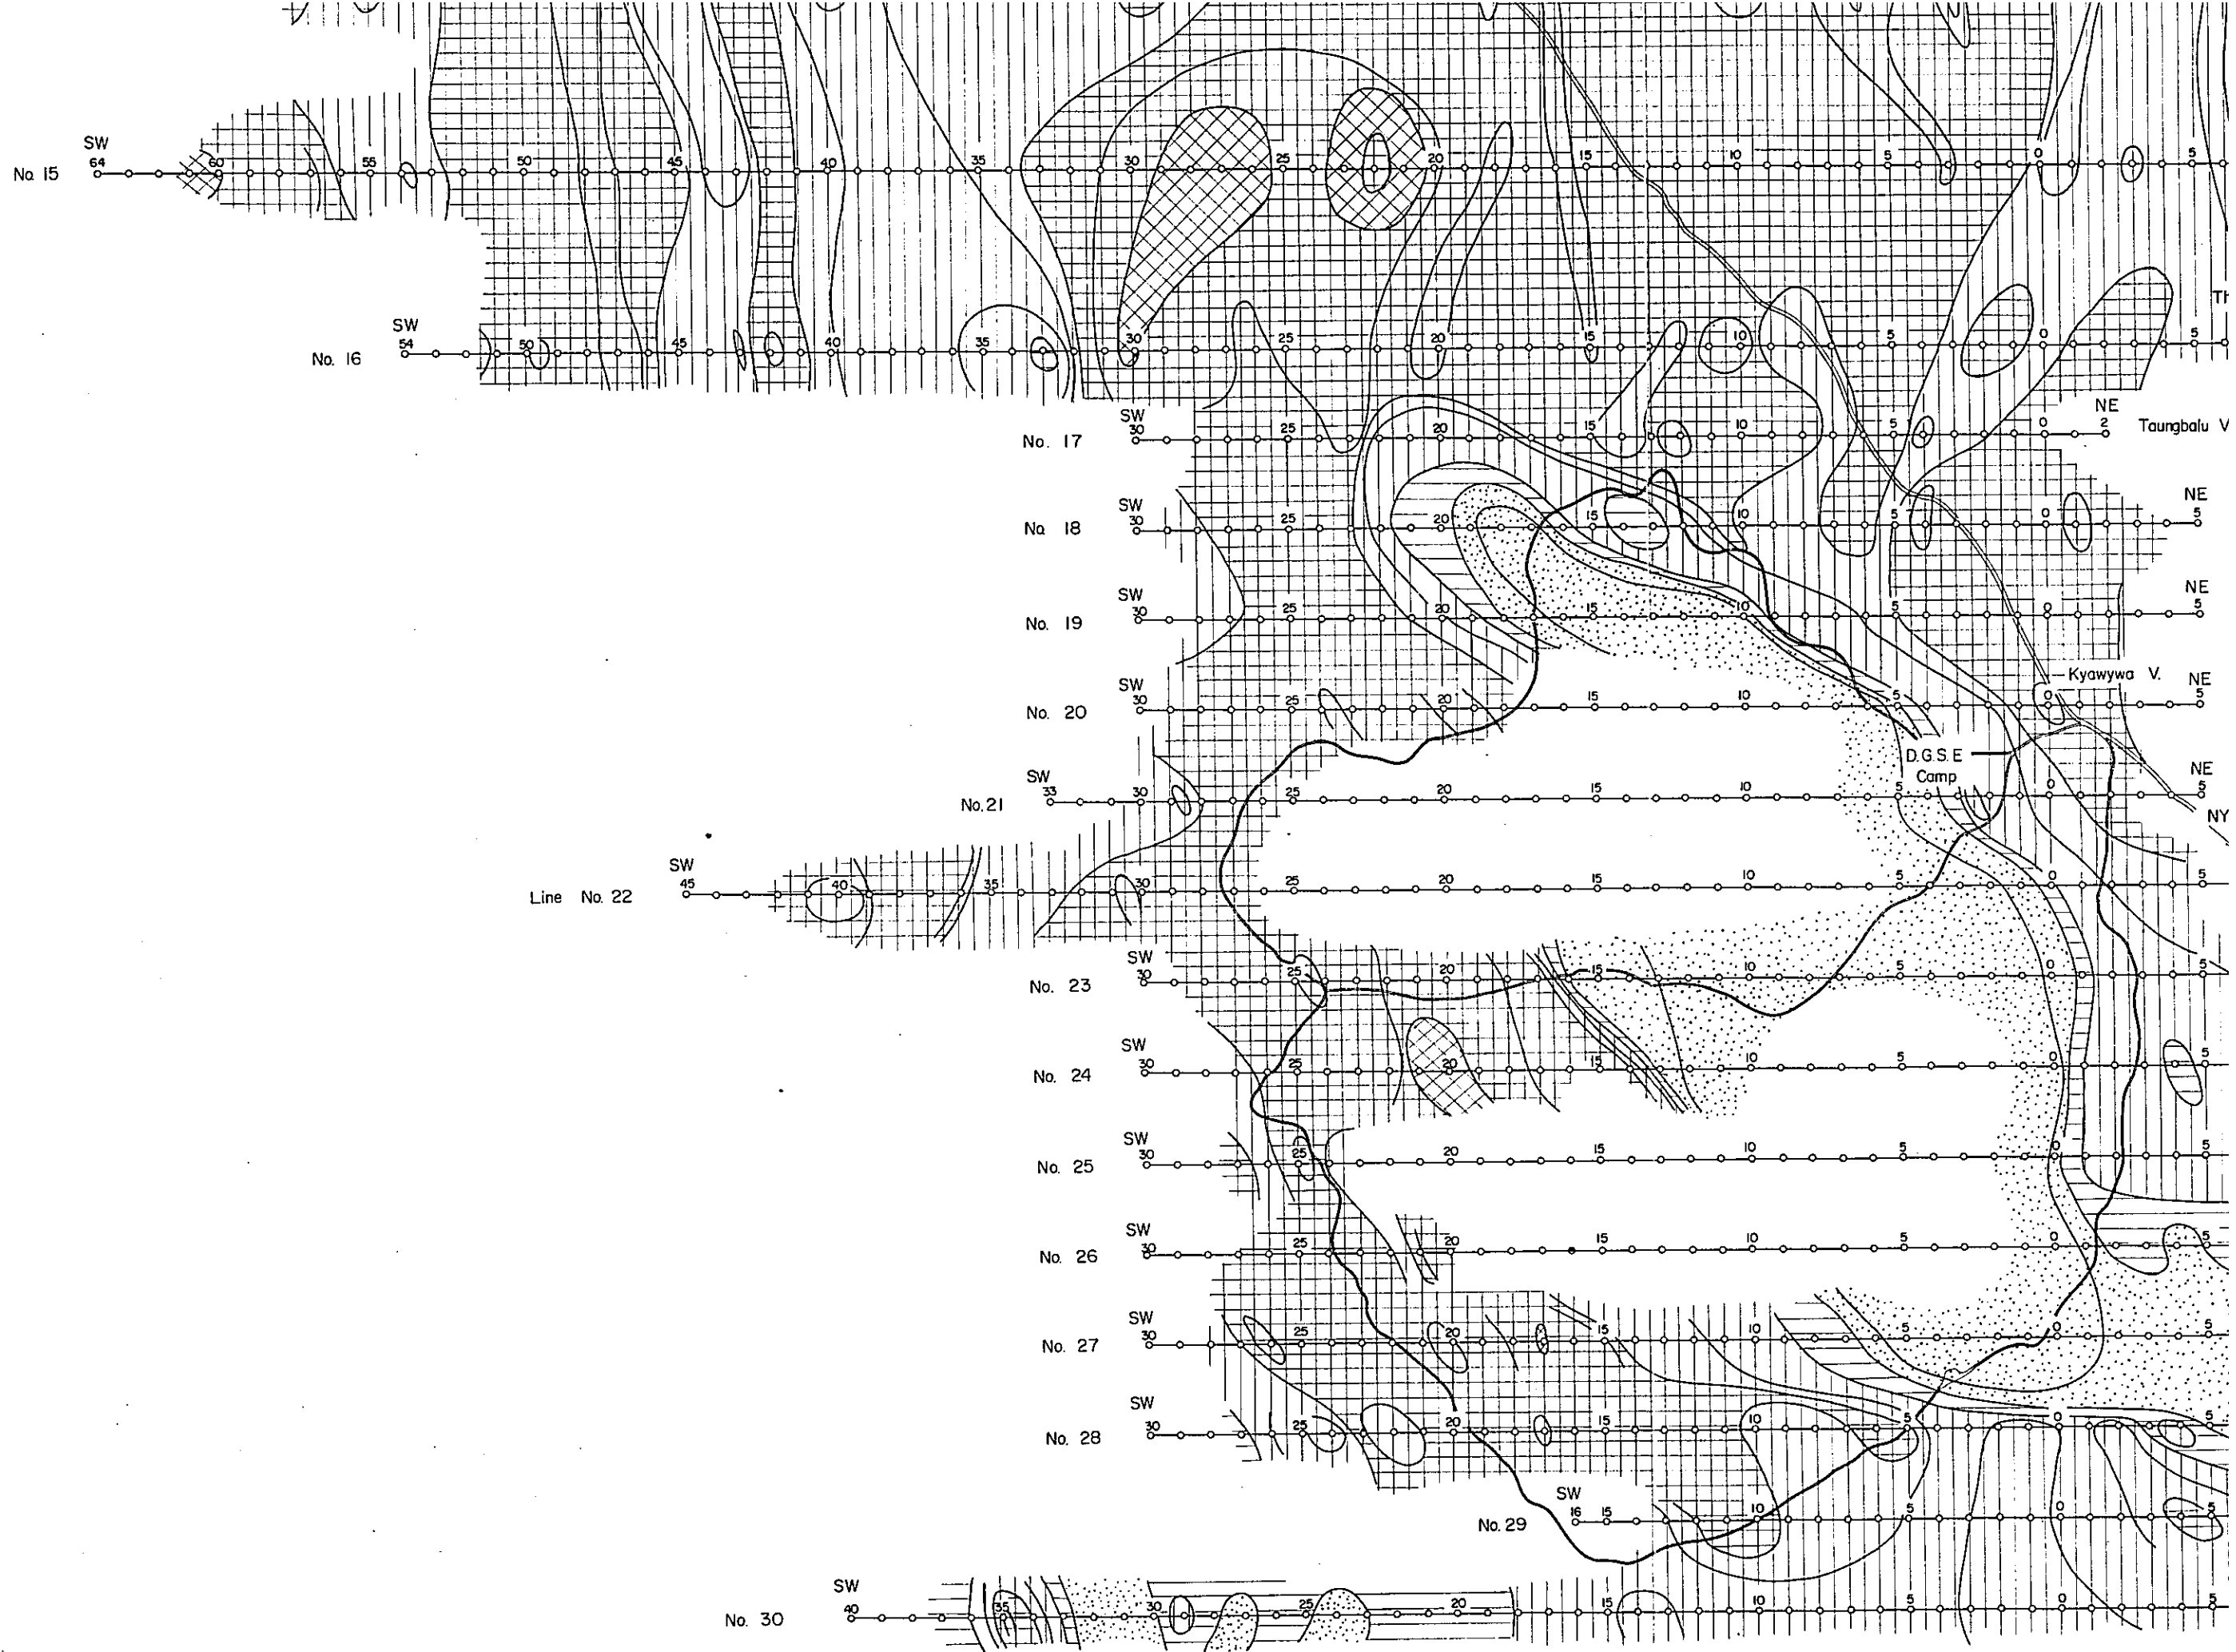 SW
64 60 55 50 45 40 35 30 25 20 15 10 5 0 5
No. 15
Th
SW
54 50 45 40 35 30 25 20 15 10 5 0 5
No. 16
SW NE
30 25 20 15 10 5 0 2
No. 17
Taungbalu V
SW NE
30 25 20 15 10 5 0 5
No. 18
SW NE
30 25 20 15 10 5 0 5
No. 19
Kyawywa V.
SW NE
30 25 20 15 10 5 0 5
No. 20
D.G.S.E
Camp
SW NE
33 30 25 20 15 10 5 0 5
No. 21
NY
SW
45 40 35 30 25 20 15 10 5 0 5
Line No. 22
SW
30 25 20 15 10 5 0 5
No. 23
SW
30 25 20 15 10 5 0 5
No. 24
SW
30 25 20 15 10 5 0 5
No. 25
SW
30 25 20 15 10 5 0 5
No. 26
SW
30 25 20 15 10 5 0 5
No. 27
SW
30 25 20 15 10 5 0 5
No. 28
SW
16 15 10 5 0 5
No. 29
SW
40 35 30 25 20 15 10 5 0 5
No. 30